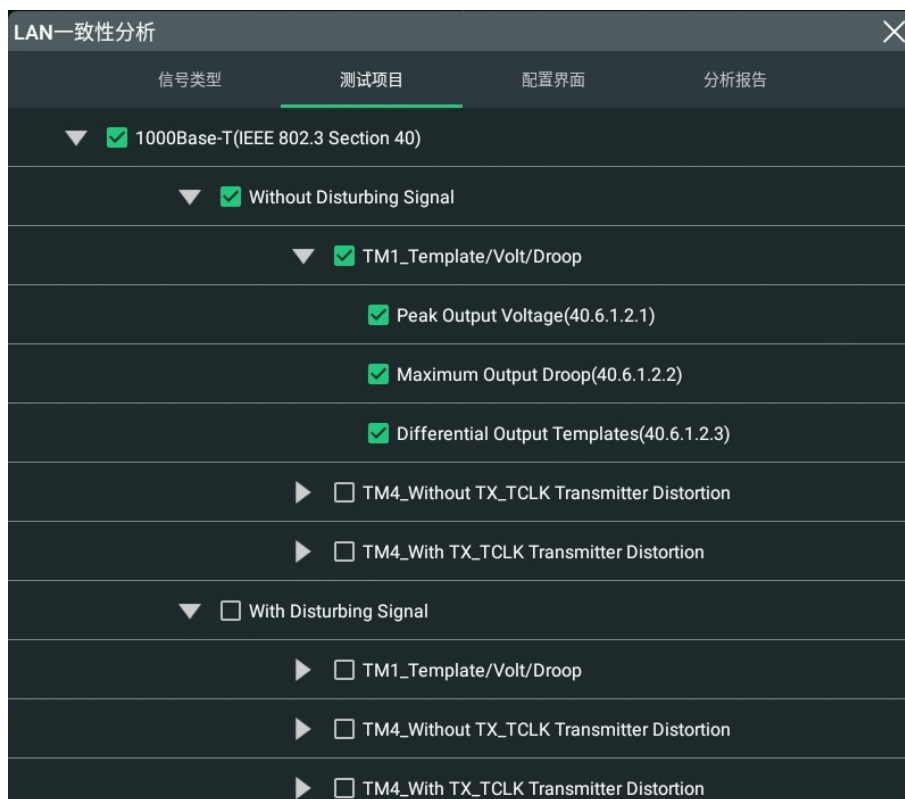 LAN一致性分析
信号类型 测试项目 配置界面 分析报告
1000Base-T(IEEE 802.3 Section 40)
Without Disturbing Signal
TM1_Template/Volt/Droop
Peak Output Voltage(40.6.1.2.1)
Maximum Output Droop(40.6.1.2.2)
Differential Output Templates(40.6.1.2.3)
TM4_Without TX_TCLK Transmitter Distortion
TM4_With TX_TCLK Transmitter Distortion
With Disturbing Signal
TM1_Template/Volt/Droop
TM4_Without TX_TCLK Transmitter Distortion
TM4_With TX_TCLK Transmitter Distortion